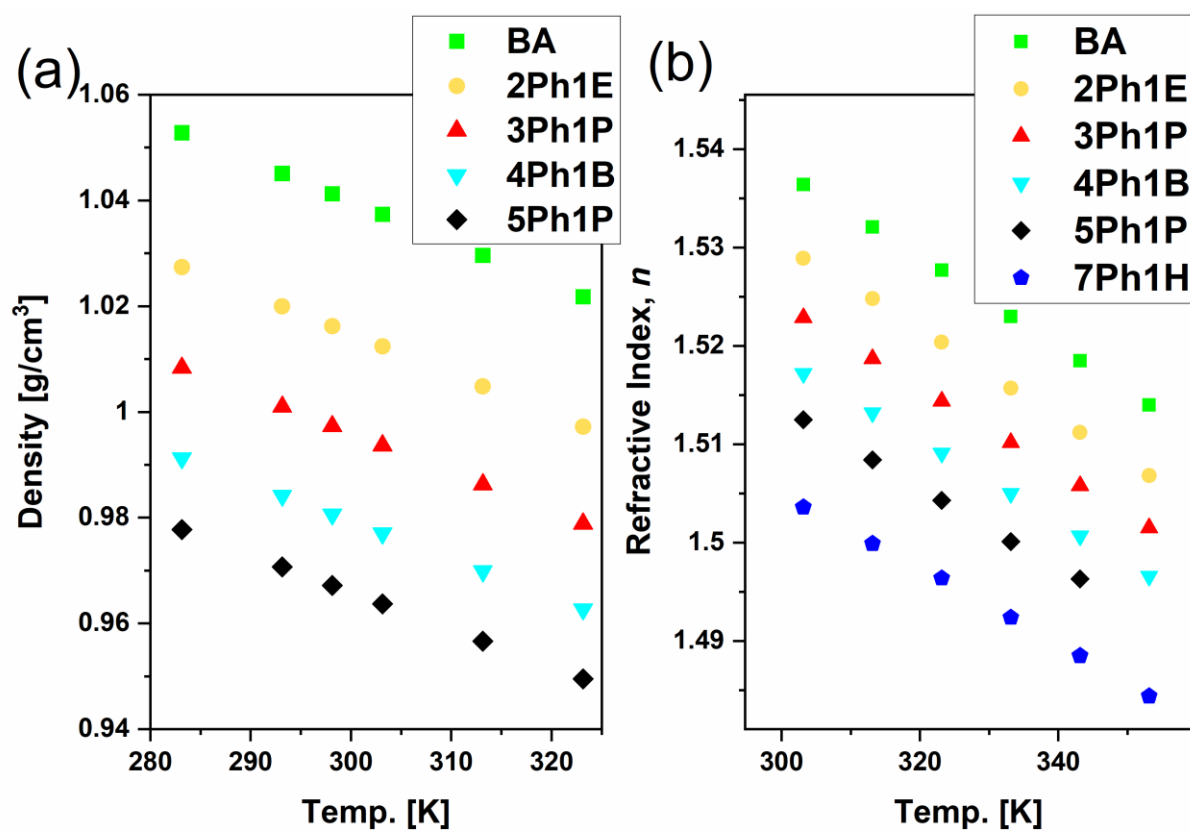 (a)
BA
2Ph1E
3Ph1P
4Ph1B
5Ph1P
1.06
1.04
1.02
1
0.98
0.96
0.94
Density [g/cm³]
280
290
300
310
320
Temp. [K]
(b)
BA
2Ph1E
3Ph1P
4Ph1B
5Ph1P
7Ph1H
1.54
1.53
1.52
1.51
1.5
1.49
Refractive Index, n
300
320
340
Temp. [K]